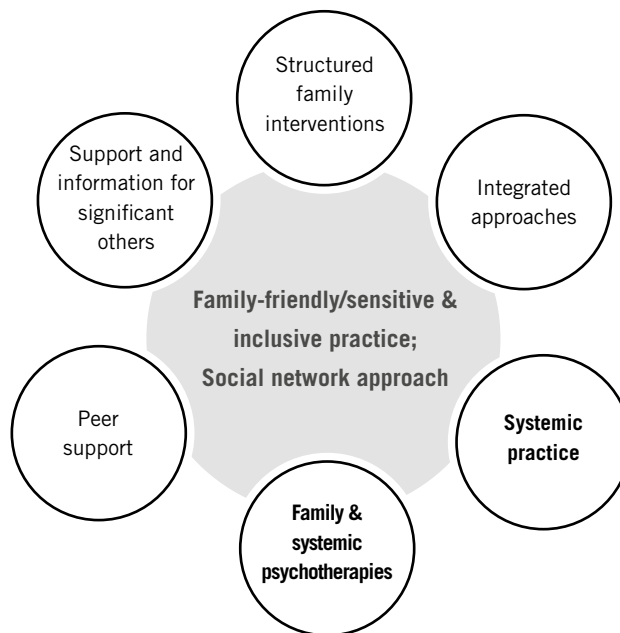 Structured
family
interventions
Support and
information for
significant
others
Integrated
approaches
Family-friendly/sensitive &
inclusive practice;
Social network approach
Peer
support
Systemic
practice
Family &
systemic
psychotherapies